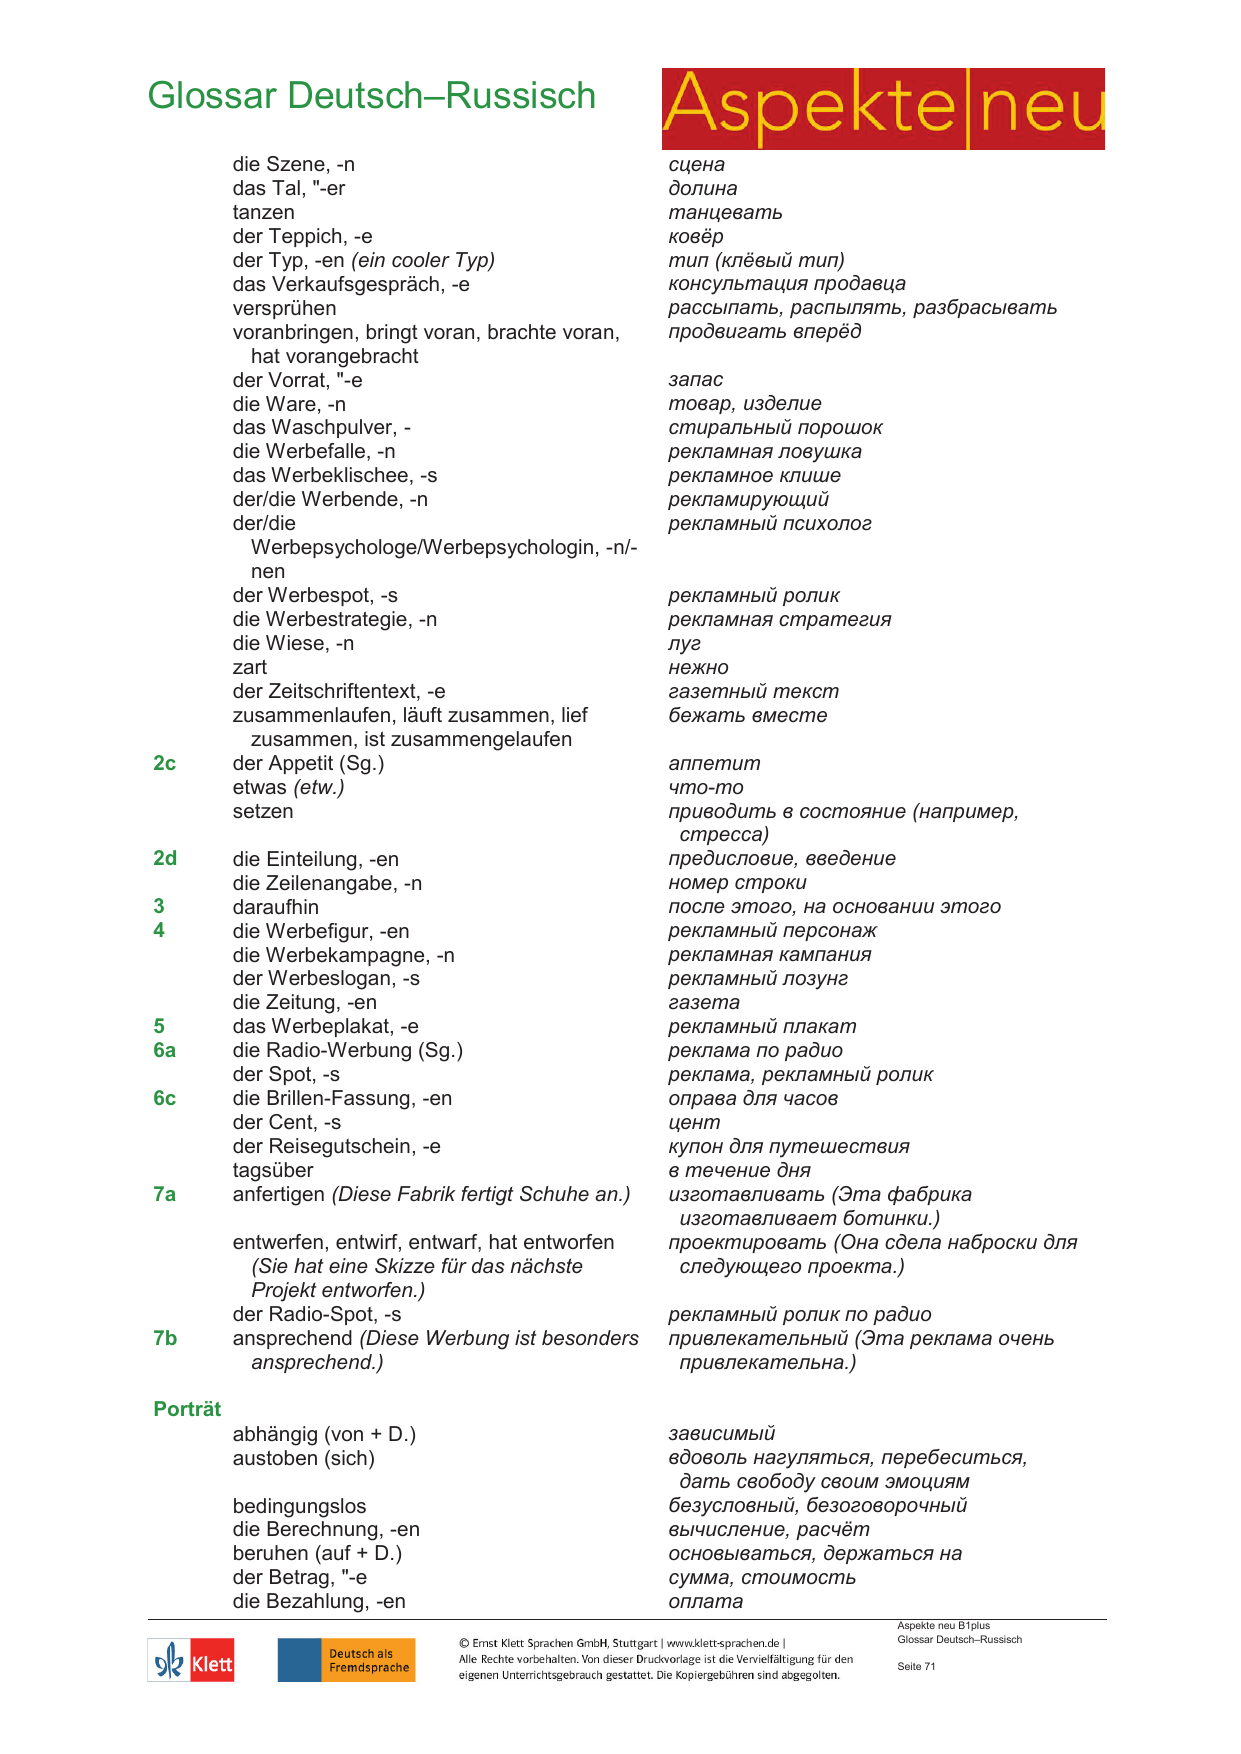 Glossar Deutsch–Russisch
Aspekte|neu
die Szene, -n сцена
das Tal, "-er долина
tanzen танцевать
der Teppich, -e ковёр
der Typ, -en (ein cooler Typ) тип (клёвый тип)
das Verkaufsgespräch, -e консультация продавца
versprühen рассыпать, распылять, разбрасывать
voranbringen, bringt voran, brachte voran, продвигать вперёд
hat vorangebracht
der Vorrat, "-e запас
die Ware, -n товар, изделие
das Waschpulver, - стиральный порошок
die Werbefalle, -n рекламная ловушка
das Werbeklischee, -s рекламное клише
der/die Werbende, -n рекламирующий
der/die рекламный психолог
Werbepsychologe/Werbepsychologin, -n/-
nen
der Werbespot, -s рекламный ролик
die Werbestrategie, -n рекламная стратегия
die Wiese, -n луг
zart нежно
der Zeitschriftentext, -e газетный текст
zusammenlaufen, läuft zusammen, lief бежать вместе
zusammen, ist zusammengelaufen
2c der Appetit (Sg.) аппетит
etwas (etw.) что-то
setzen приводить в состояние (например,
стресса)
2d die Einteilung, -en предисловие, введение
die Zeilenangabe, -n номер строки
3 daraufhin после этого, на основании этого
4 die Werbefigur, -en рекламный персонаж
die Werbekampagne, -n рекламная кампания
der Werbeslogan, -s рекламный лозунг
die Zeitung, -en газета
5 das Werbeplakat, -e рекламный плакат
6a die Radio-Werbung (Sg.) реклама по радио
der Spot, -s реклама, рекламный ролик
6c die Brillen-Fassung, -en оправа для часов
der Cent, -s цент
der Reisegutschein, -e купон для путешествия
tagsüber в течение дня
7a anfertigen (Diese Fabrik fertigt Schuhe an.) изготавливать (Эта фабрика
изготавливает ботинки.)
entwerfen, entwirf, entwarf, hat entworfen проектировать (Она сдела наброски для
(Sie hat eine Skizze für das nächste следующего проекта.)
Projekt entworfen.)
der Radio-Spot, -s рекламный ролик по радио
7b ansprechend (Diese Werbung ist besonders привлекательный (Эта реклама очень
ansprechend.) привлекательна.)
Porträt
abhängig (von + D.) зависимый
austoben (sich) вдоволь нагуляться, перебеситься,
дать свободу своим эмоциям
bedingungslos безусловный, безоговорочный
die Berechnung, -en вычисление, расчёт
beruhen (auf + D.) основываться, держаться на
der Betrag, "-e сумма, стоимость
die Bezahlung, -en оплата
Klett
Deutsch als
Fremdsprache
© Ernst Klett Sprachen GmbH, Stuttgart | www.klett-sprachen.de |
Alle Rechte vorbehalten. Von dieser Druckvorlage ist die Vervielfältigung für den
eigenen Unterrichtsgebrauch gestattet. Die Kopiergebühren sind abgegolten.
Aspekte neu B1plus
Glossar Deutsch–Russisch
Seite 71